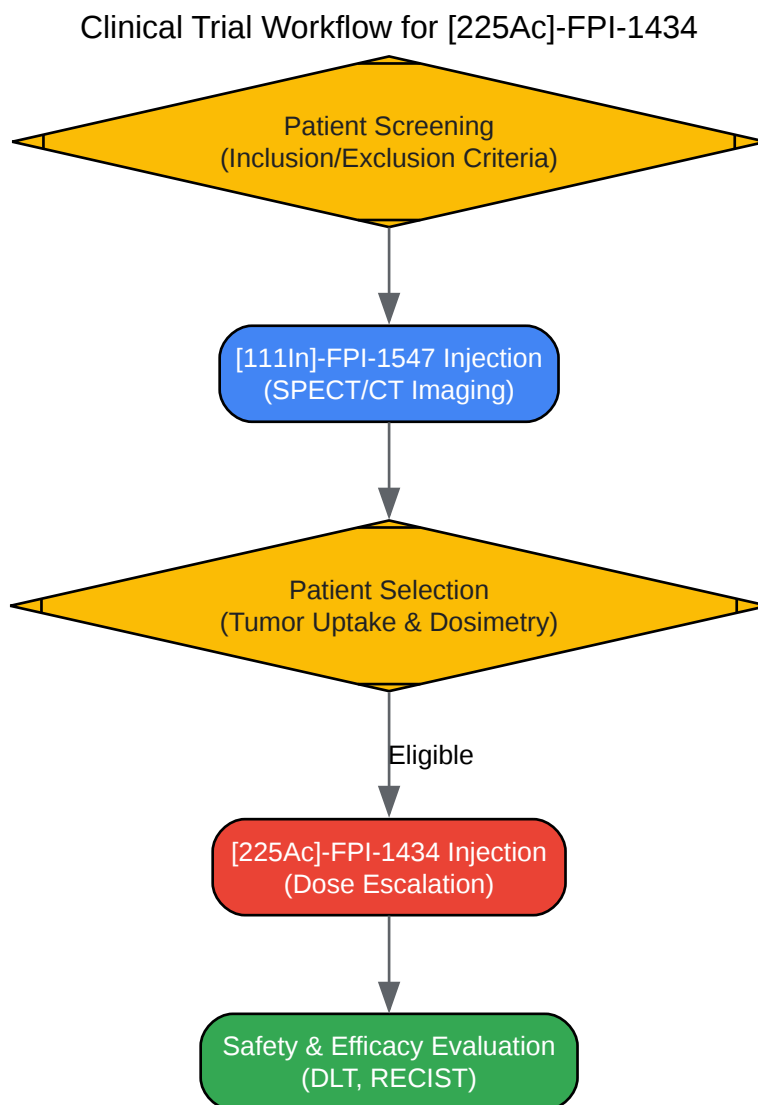 Clinical Trial Workflow for [225Ac]-FPI-1434
Patient Screening
(Inclusion/Exclusion Criteria)
[111In]-FPI-1547 Injection
(SPECT/CT Imaging)
Patient Selection
(Tumor Uptake & Dosimetry)
Eligible
[225Ac]-FPI-1434 Injection
(Dose Escalation)
Safety & Efficacy Evaluation
(DLT, RECIST)